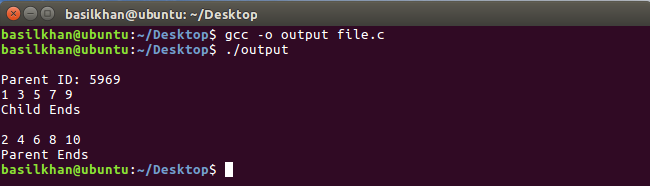 basilkhan@ubuntu: ~/Desktop
basilkhan@ubuntu:~/Desktop$ gcc -o output file.c
basilkhan@ubuntu:~/Desktop$ ./output
Parent ID: 5969
1 3 5 7 9
Child Ends
2 4 6 8 10
Parent Ends
basilkhan@ubuntu:~/Desktop$